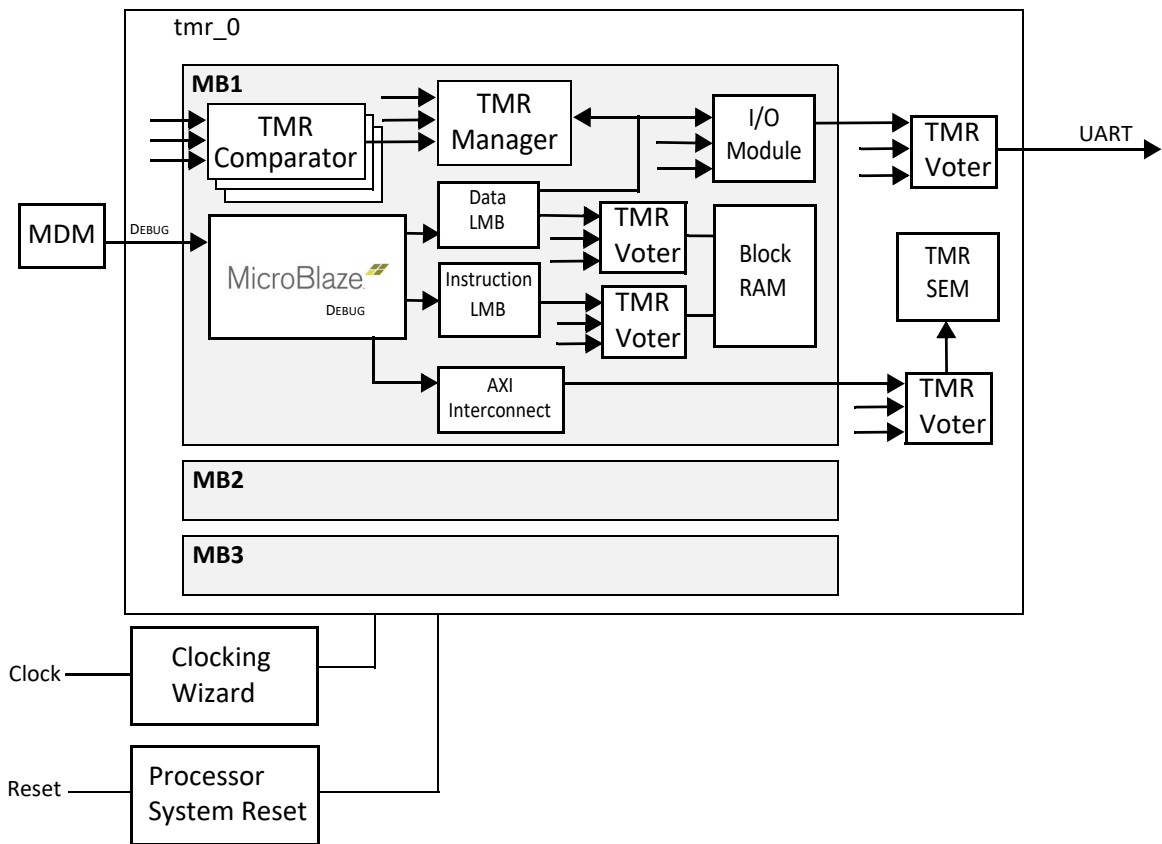 tmr_0
MB1
TMR
Comparator
TMR
Manager
I/O
Module
TMR
Voter
UART
MDM
DEBUG
MicroBlaze
DEBUG
Data
LMB
TMR
Voter
Block
RAM
Instruction
LMB
TMR
Voter
TMR
SEM
AXI
Interconnect
TMR
Voter
MB2
MB3
Clock
Clocking
Wizard
Reset
Processor
System Reset